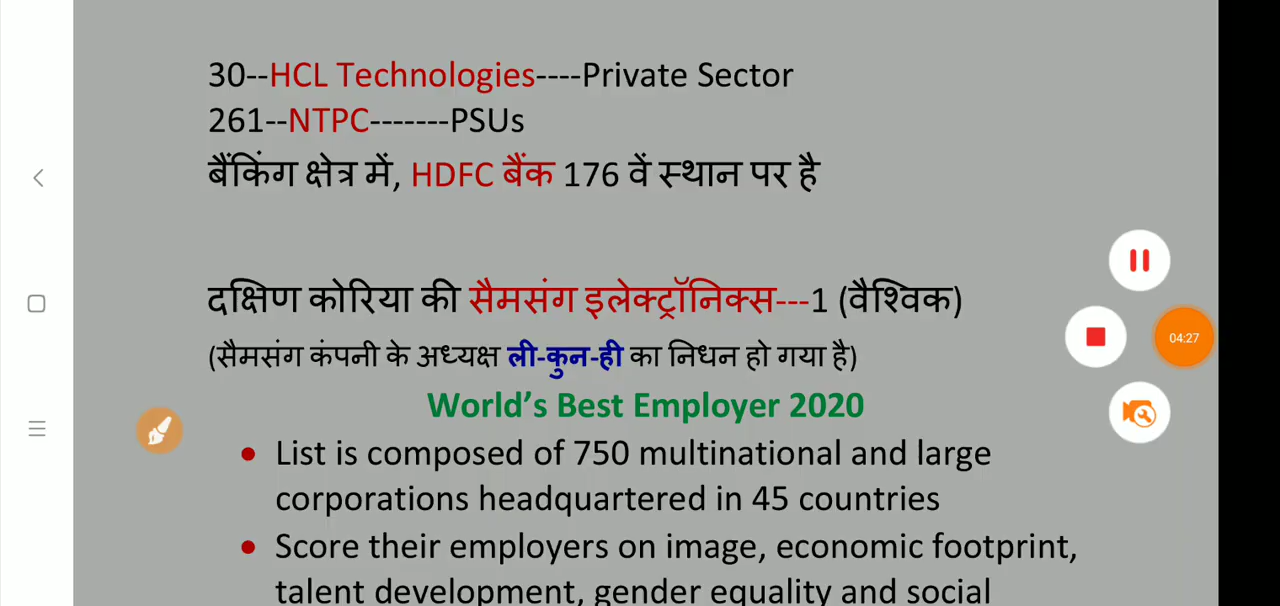 30--HCL Technologies----Private Sector
261--NTPC-------PSUs
बैंकिंग क्षेत्र में, HDFC बैंक 176 वें स्थान पर है
दक्षिण कोरिया की सैमसंग इलेक्ट्रॉनिक्स---1 (वैश्विक)
(सैमसंग कंपनी के अध्यक्ष ली-कुन-ही का निधन हो गया है)
World’s Best Employer 2020
• List is composed of 750 multinational and large
corporations headquartered in 45 countries
• Score their employers on image, economic footprint,
talent development, gender equality and social
04:27